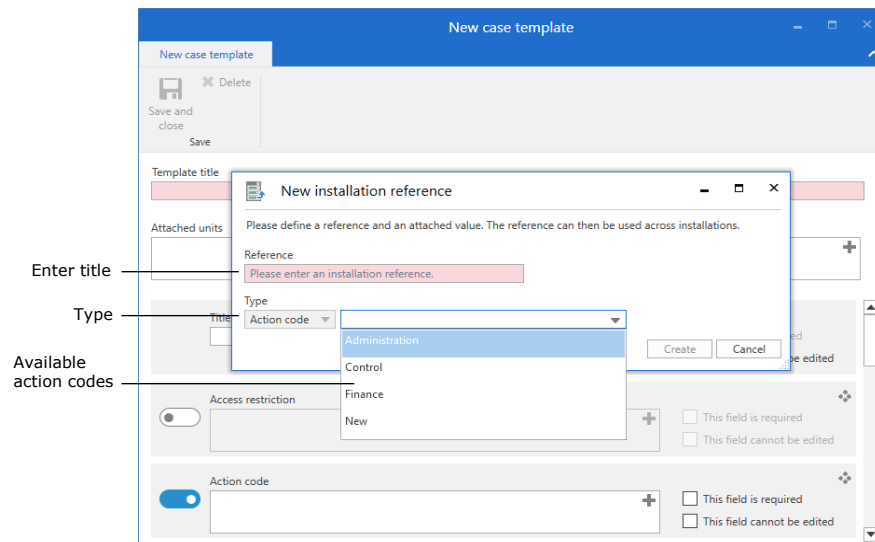 New case template
New case template
Delete
Save and
close
Save
Template title
New installation reference
Attached units
Please define a reference and an attached value. The reference can then be used across installations.
Reference
Enter title
Please enter an installation reference.
Type
Type
Title
Action code
Administration
Create
Cancel
ed
be edited
Available
action codes
Control
Finance
New
Access restriction
This field is required
This field cannot be edited
Action code
This field is required
This field cannot be edited